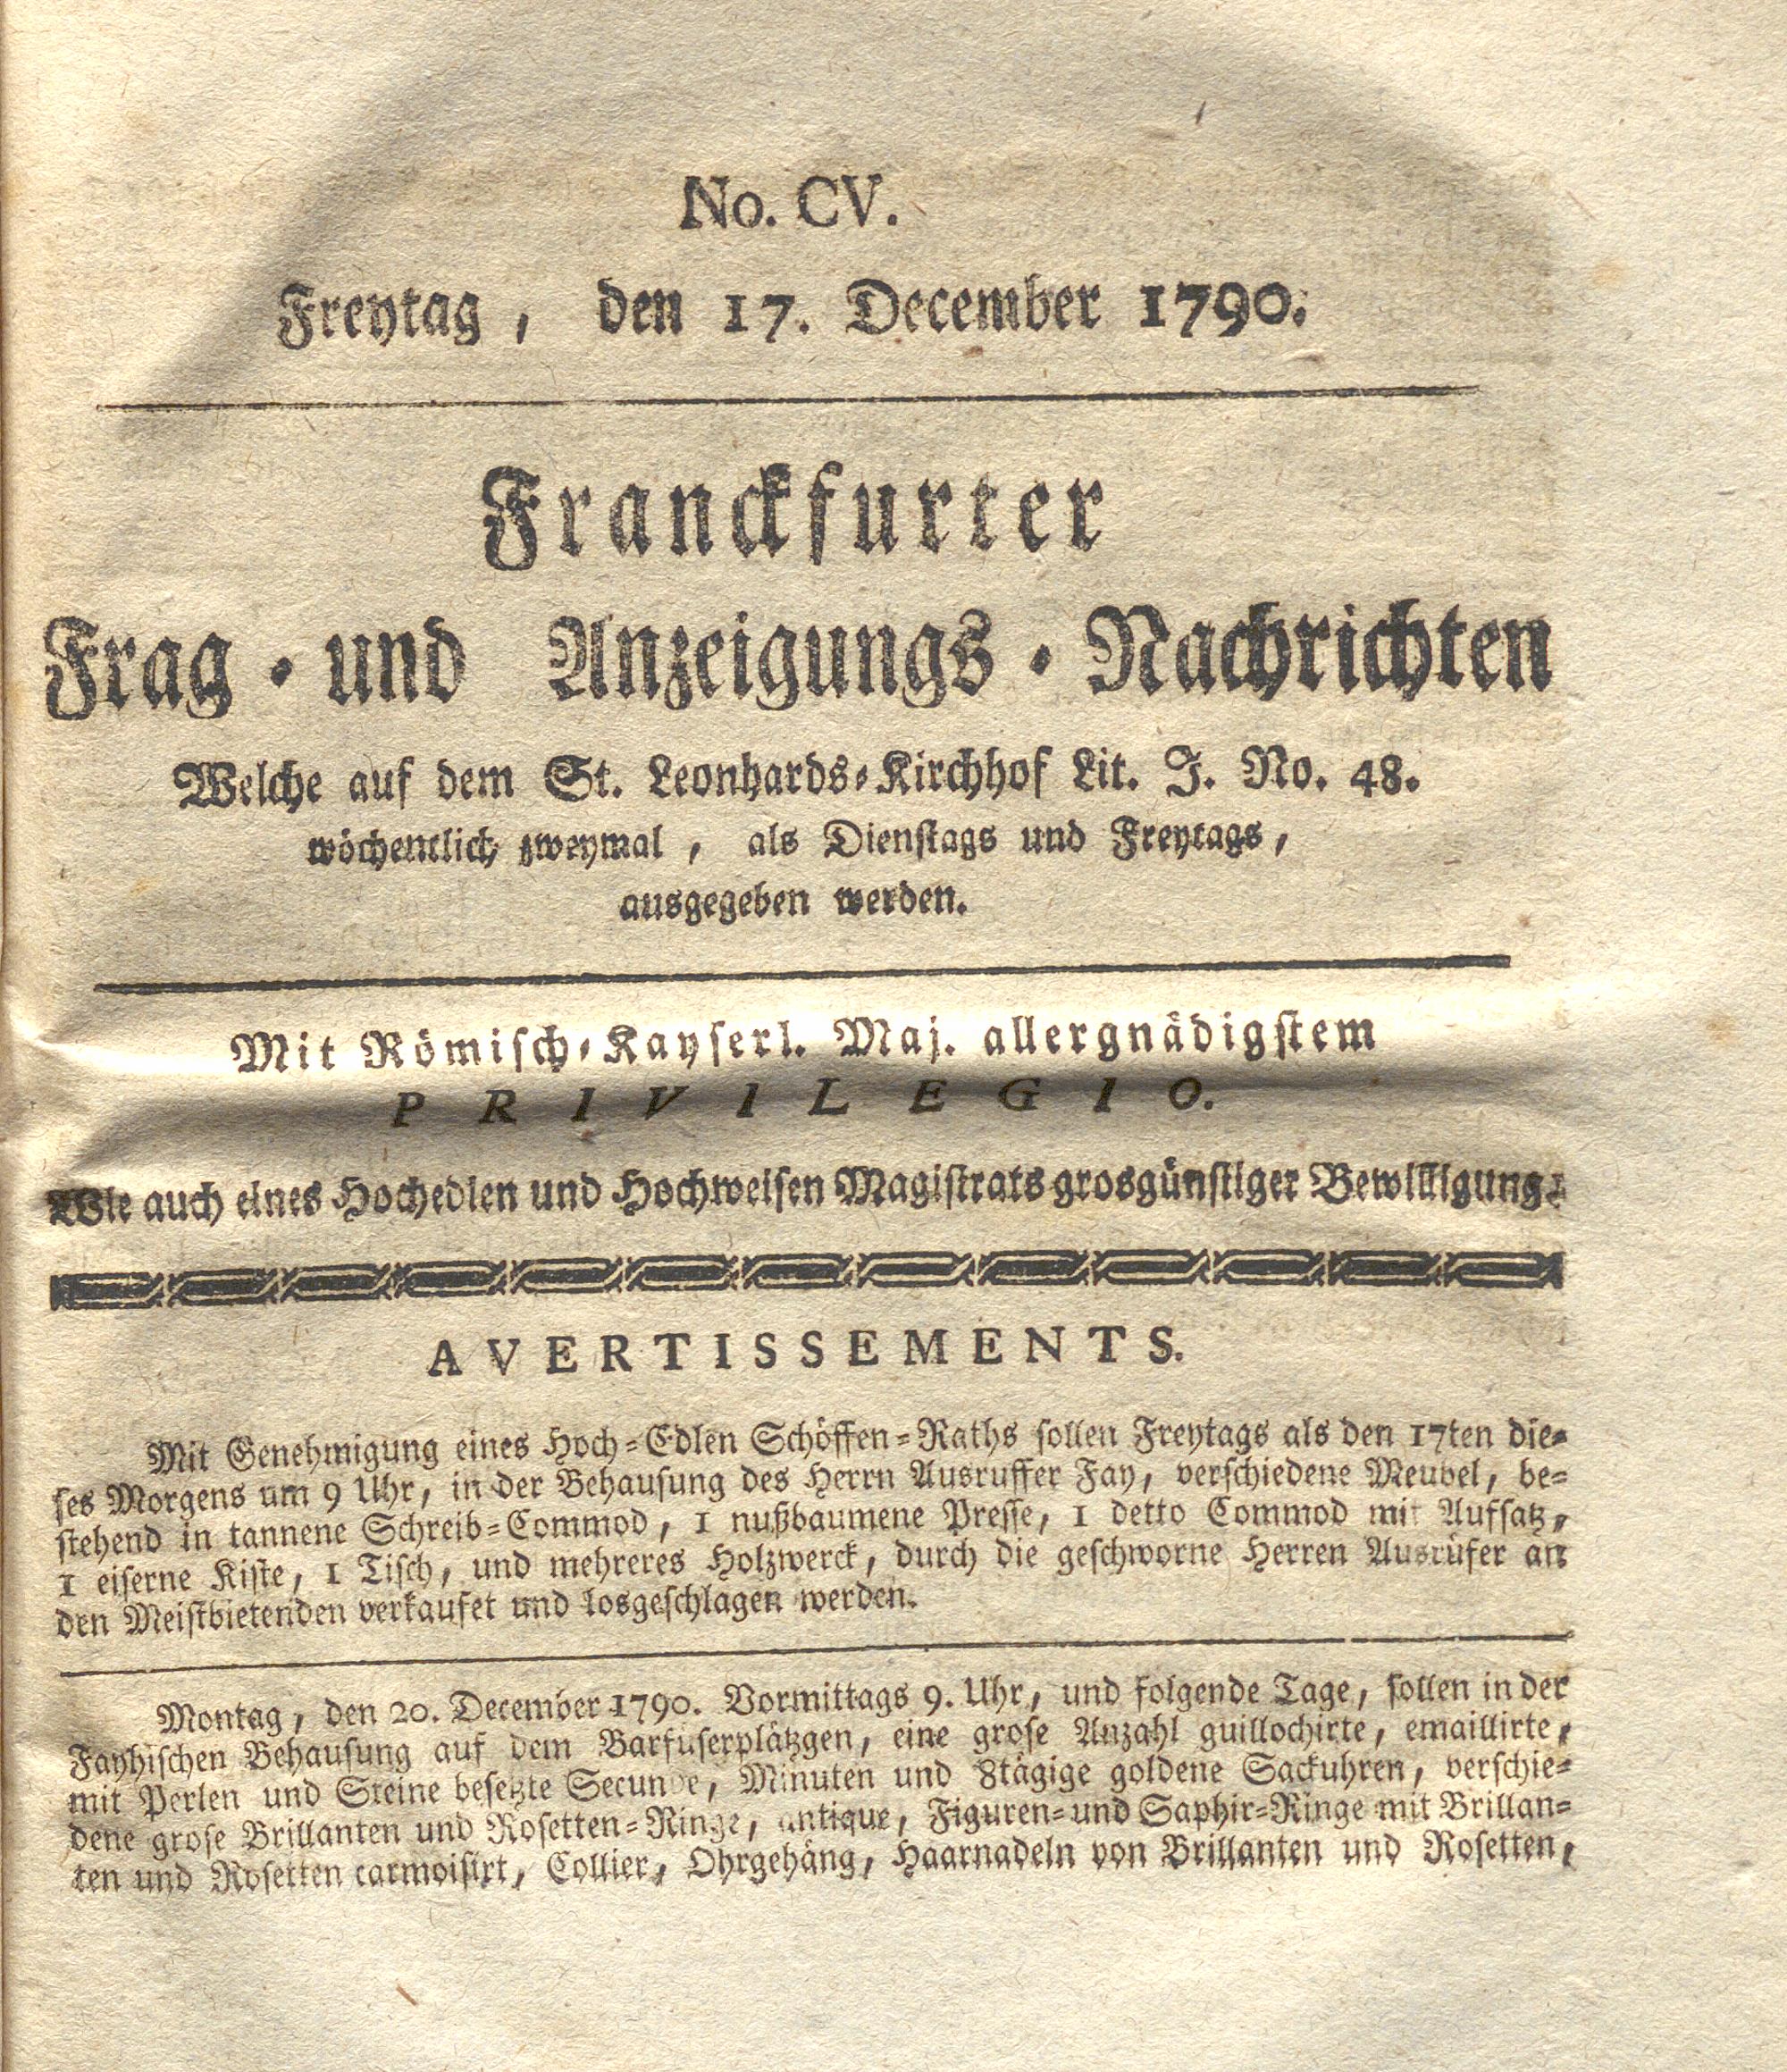 No. CV.
Freytag, den 17. December 1790.
Franckfurter
Frag- und Anzeigungs-Nachrichten
Welche auf dem St. Leonhards-Kirchhof Lit. J. No. 48.
wöchentlich zweymal, als Dienstags und Freytags,
ausgegeben werden.
Mit Römisch-Kayserl. Maj. allergnädigstem
PRIVILEGIO.
Wie auch eines Hochedlen und Hochweisen Magistrats grosgünstiger Bewilligung.
AVERTISSEMENTS.
Mit Genehmigung eines Hoch-Edlen Schöffen-Raths sollen Freytags als den 17ten die-
ses Morgens um 9 Uhr, in der Behausung des Herrn Ausruffer Fay, verschiedene Meubel, be-
stehend in tannene Schreib-Commod, 1 nußbaumene Presse, 1 detto Commod mit Aufsatz,
1 eiserne Kiste, 1 Tisch, und mehreres Holzwerck, durch die geschworne Herren Ausrüfer an
den Meistbietenden verkaufet und losgeschlagen werden.
Montag, den 20. December 1790. Vormittags 9. Uhr, und folgende Tage, sollen in der
Fayhischen Behausung auf dem Barfüserplätzgen, eine grose Anzahl guillochirte, emaillirte,
mit Perlen und Steine besetzte Secunde, Minuten und 8tägige goldene Sackuhren, verschie-
dene grose Brillanten und Rosetten-Ringe, antique, Figuren- und Saphir-Ringe mit Brillan-
ten und Rosetten carmoisirt, Collier, Ohrgehäng, Haarnadeln von Brillanten und Rosetten,